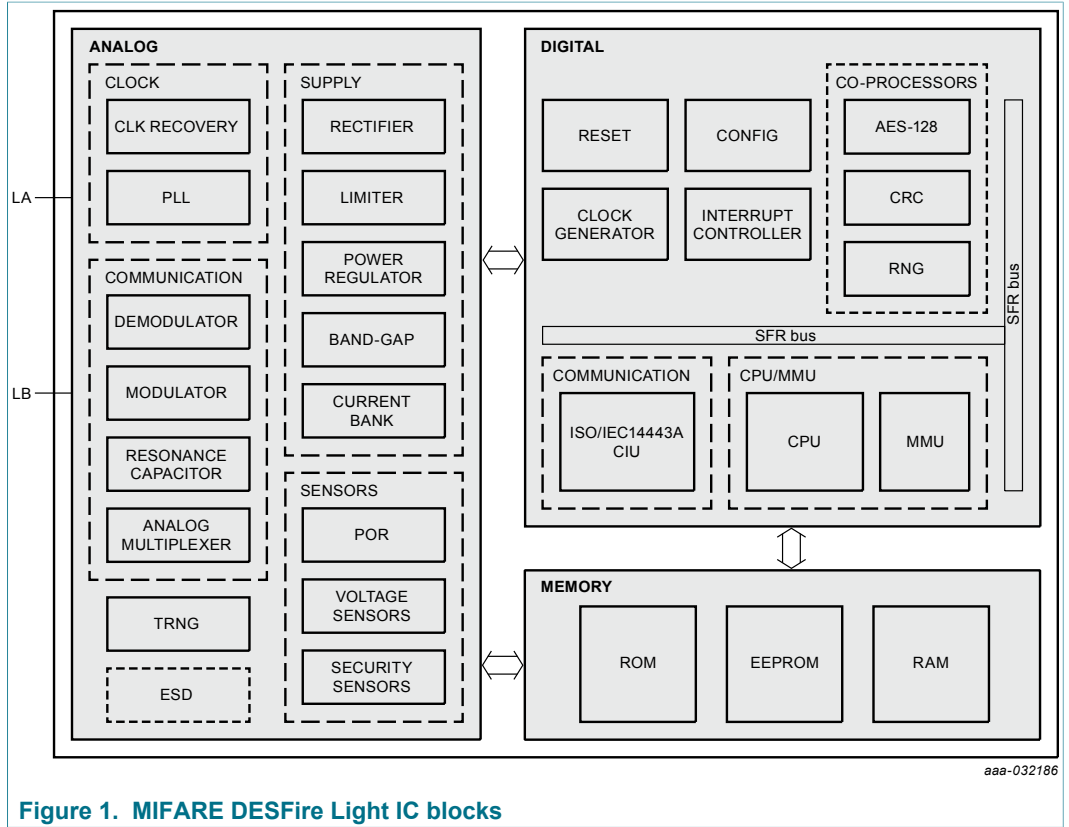 ANALOG
CLOCK
CLK RECOVERY
PLL
COMMUNICATION
DEMODULATOR
MODULATOR
RESONANCE
CAPACITOR
ANALOG
MULTIPLEXER
TRNG
ESD
SUPPLY
RECTIFIER
LIMITER
POWER
REGULATOR
BAND-GAP
CURRENT
BANK
SENSORS
POR
VOLTAGE
SENSORS
SECURITY
SENSORS
LA
LB
DIGITAL
RESET
CONFIG
CLOCK
GENERATOR
INTERRUPT
CONTROLLER
CO-PROCESSORS
AES-128
CRC
RNG
SFR bus
SFR bus
COMMUNICATION
ISO/IEC14443A
CIU
CPU/MMU
CPU
MMU
MEMORY
ROM
EEPROM
RAM
aaa-032186
Figure 1. MIFARE DESFire Light IC blocks